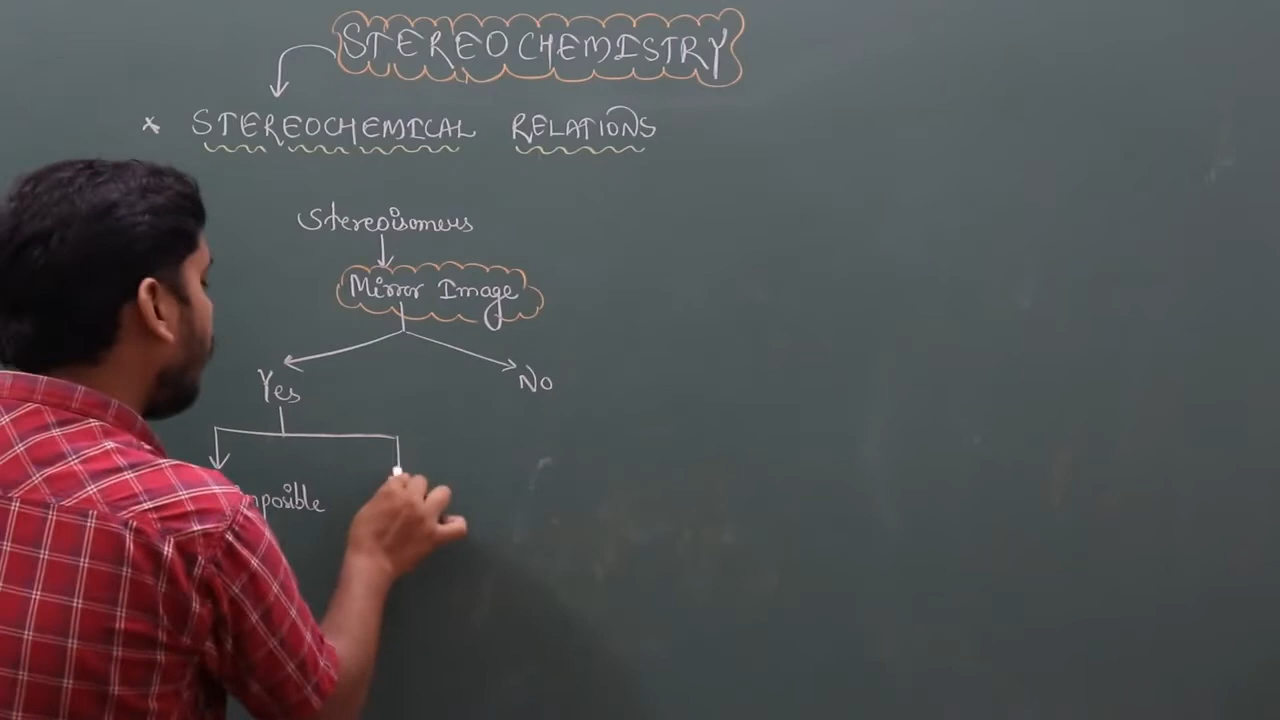 STEREOCHEMISTRY
* STEREOCHEMICAL RELATIONS
Stereoisomers
Mirror Image
Yes
No